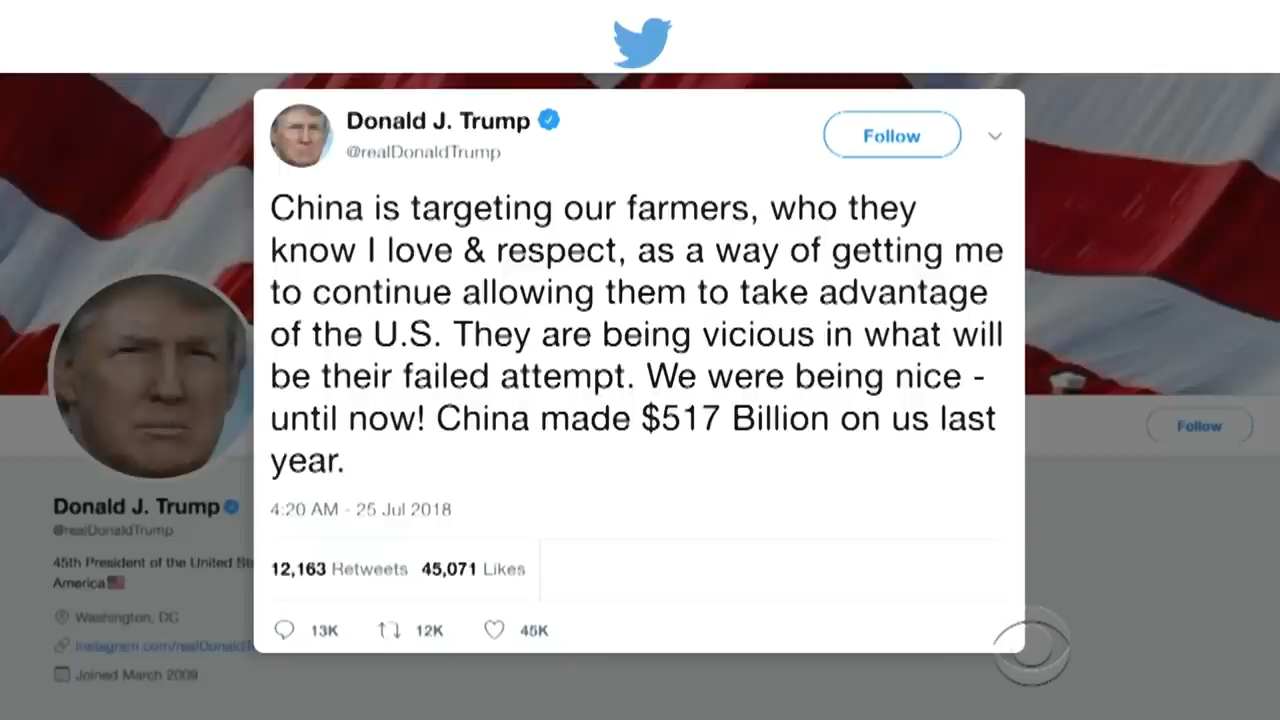 Donald J. Trump
@realDonaldTrump
Follow
China is targeting our farmers, who they
know I love & respect, as a way of getting me
to continue allowing them to take advantage
of the U.S. They are being vicious in what will
be their failed attempt. We were being nice -
until now! China made $517 Billion on us last
year.
4:20 AM - 25 Jul 2018
12,163 Retweets 45,071 Likes
13K 12K 45K
Follow
Donald J. Trump
@realDonaldTrump
45th President of the United
America
Washington, DC
Instagram.com/realDonald
Joined March 2009